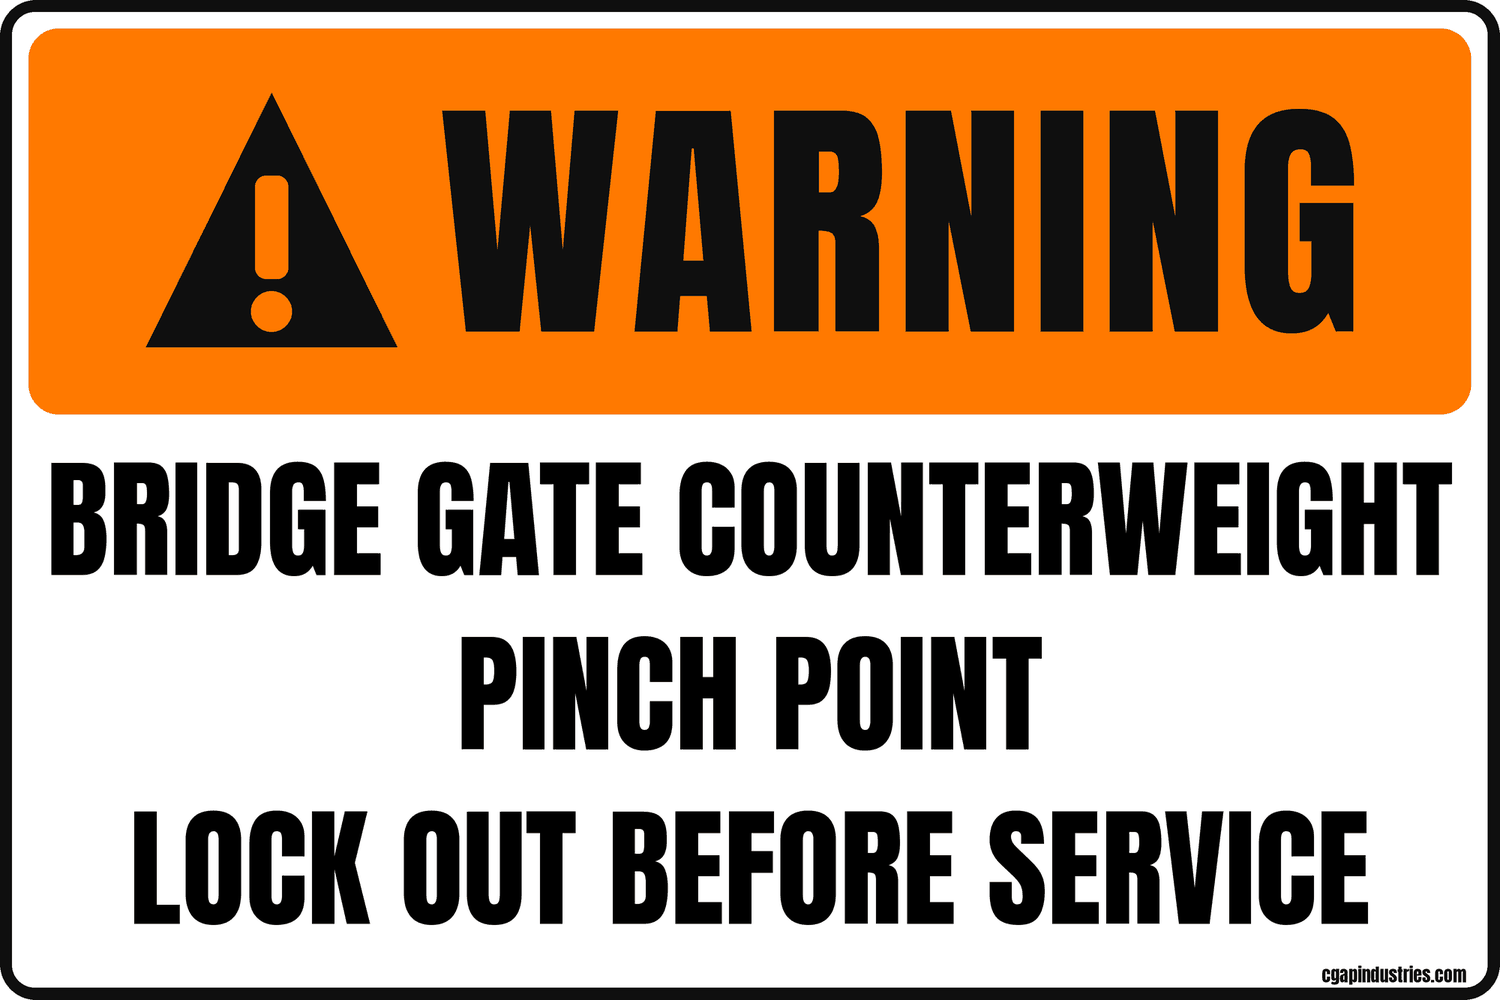 WARNING
BRIDGE GATE COUNTERWEIGHT
PINCH POINT
LOCK OUT BEFORE SERVICE
cgapindustries.com